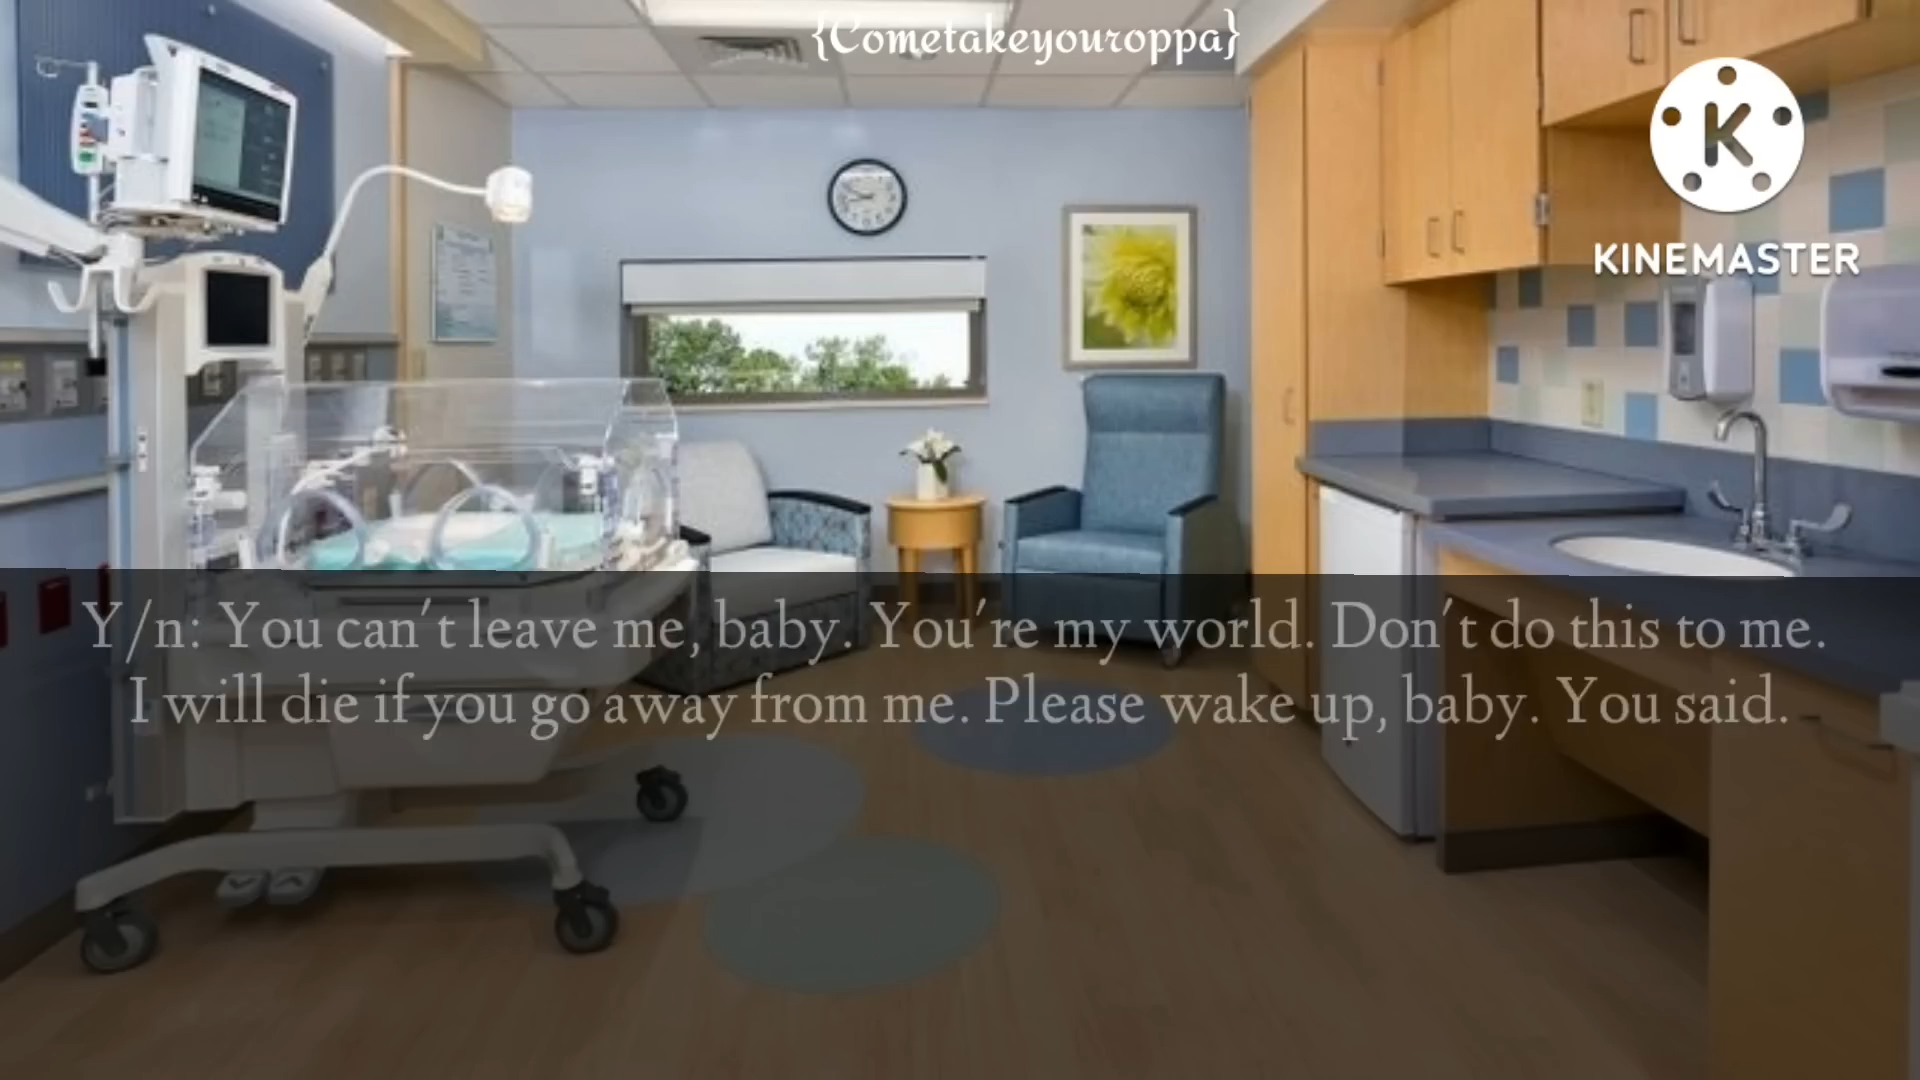 {Cometakeyouroppa}
K
KINEMASTER
Y/n: You can't leave me, baby. You're my world. Don't do this to me.
I will die if you go away from me. Please wake up, baby. You said.